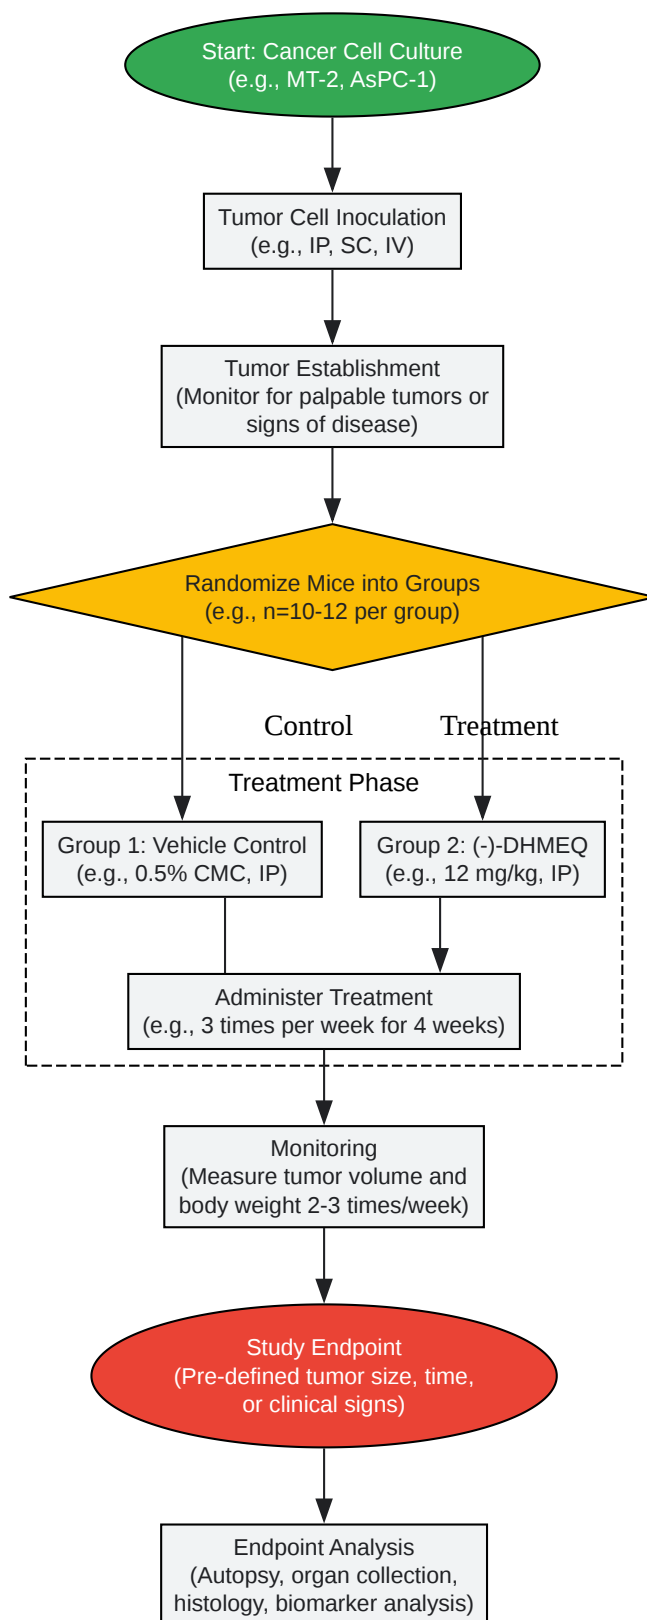 Start: Cancer Cell Culture
(e.g., MT-2, AsPC-1)
Tumor Cell Inoculation
(e.g., IP, SC, IV)
Tumor Establishment
(Monitor for palpable tumors or
signs of disease)
Randomize Mice into Groups
(e.g., n=10-12 per group)
Control
Treatment
Treatment Phase
Group 1: Vehicle Control
(e.g., 0.5% CMC, IP)
Group 2: (-)-DHMEQ
(e.g., 12 mg/kg, IP)
Administer Treatment
(e.g., 3 times per week for 4 weeks)
Monitoring
(Measure tumor volume and
body weight 2-3 times/week)
Study Endpoint
(Pre-defined tumor size, time,
or clinical signs)
Endpoint Analysis
(Autopsy, organ collection,
histology, biomarker analysis)